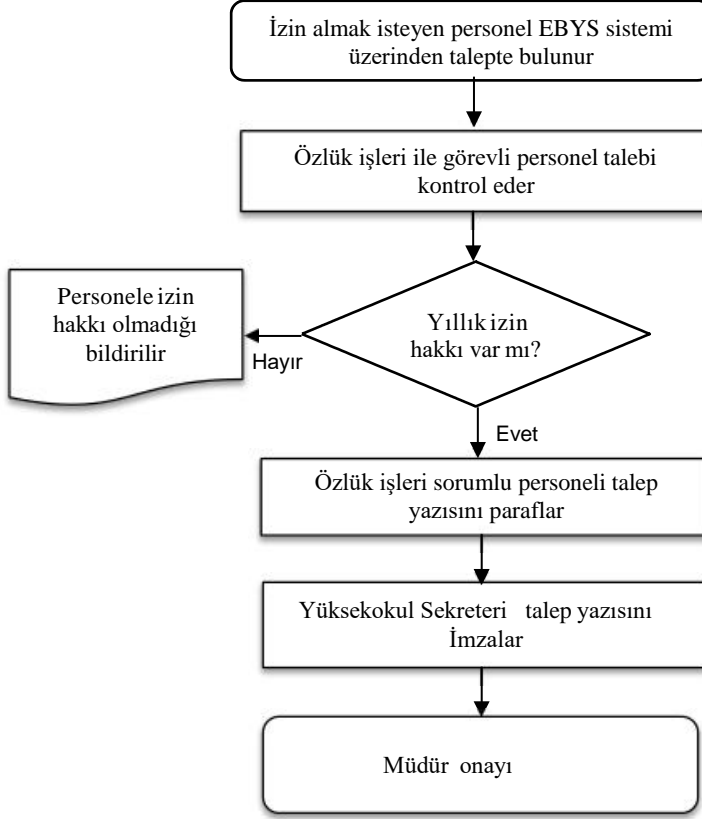 İzin almak isteyen personel EBYS sistemi
üzerinden talepte bulunur
Özlük işleri ile görevli personel talebi
kontrol eder
Yıllık izin
hakkı var mı?
Hayır
Personele izin
hakkı olmadığı
bildirilir
Evet
Özlük işleri sorumlu personeli talep
yazısını paraflar
Yüksekokul Sekreteri talep yazısını
İmzalar
Müdür onayı